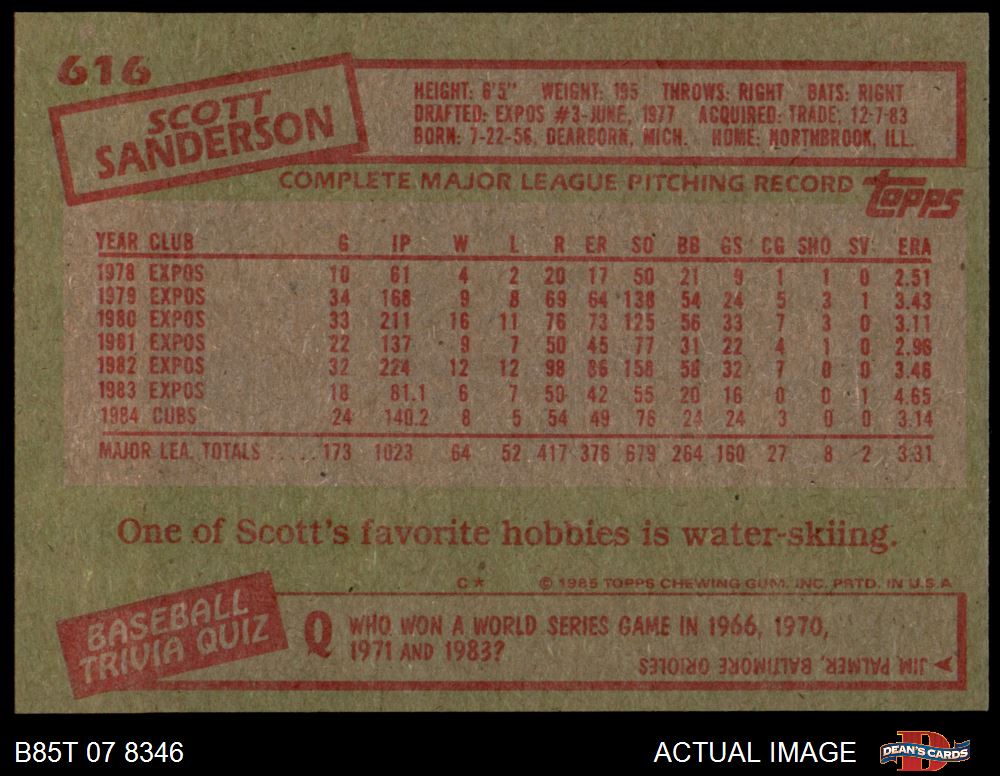 616
SCOTT
SANDERSON
HEIGHT: 6'5" WEIGHT: 195 THROWS: RIGHT BATS: RIGHT
DRAFTED: EXPOS #3-JUNE, 1977 ACQUIRED: TRADE, 12-7-83
BORN: 7-22-56, DEARBORN, MICH. HOME: NORTHBROOK, ILL.
COMPLETE MAJOR LEAGUE PITCHING RECORD topps
YEAR CLUB G IP W L R ER SO BB GS CG SHO SV ERA
1978 EXPOS 10 61 4 2 20 17 50 21 9 1 1 0 2.51
1979 EXPOS 34 168 9 8 69 64 138 54 24 5 3 1 3.43
1980 EXPOS 33 211 16 11 76 73 125 56 33 7 3 0 3.11
1981 EXPOS 22 137 9 7 50 45 77 31 22 4 1 0 2.96
1982 EXPOS 32 224 12 12 98 86 158 58 32 7 0 0 3.46
1983 EXPOS 18 81.1 6 7 50 42 55 20 16 0 0 1 4.65
1984 CUBS 24 140.2 8 5 54 49 76 24 24 3 0 0 3.14
MAJOR LEA. TOTALS ..... 173 1023 64 52 417 376 679 264 160 27 8 2 3.31
One of Scott's favorite hobbies is water-skiing.
C* © 1985 TOPPS CHEWING GUM, INC. PRTD. IN U.S.A
BASEBALL
TRIVIA QUIZ
Q WHO WON A WORLD SERIES GAME IN 1966, 1970,
1971 AND 1983?
JIM PALMER, BALTIMORE ORIOLES
B85T 07 8346 ACTUAL IMAGE DEAN'S CARDS